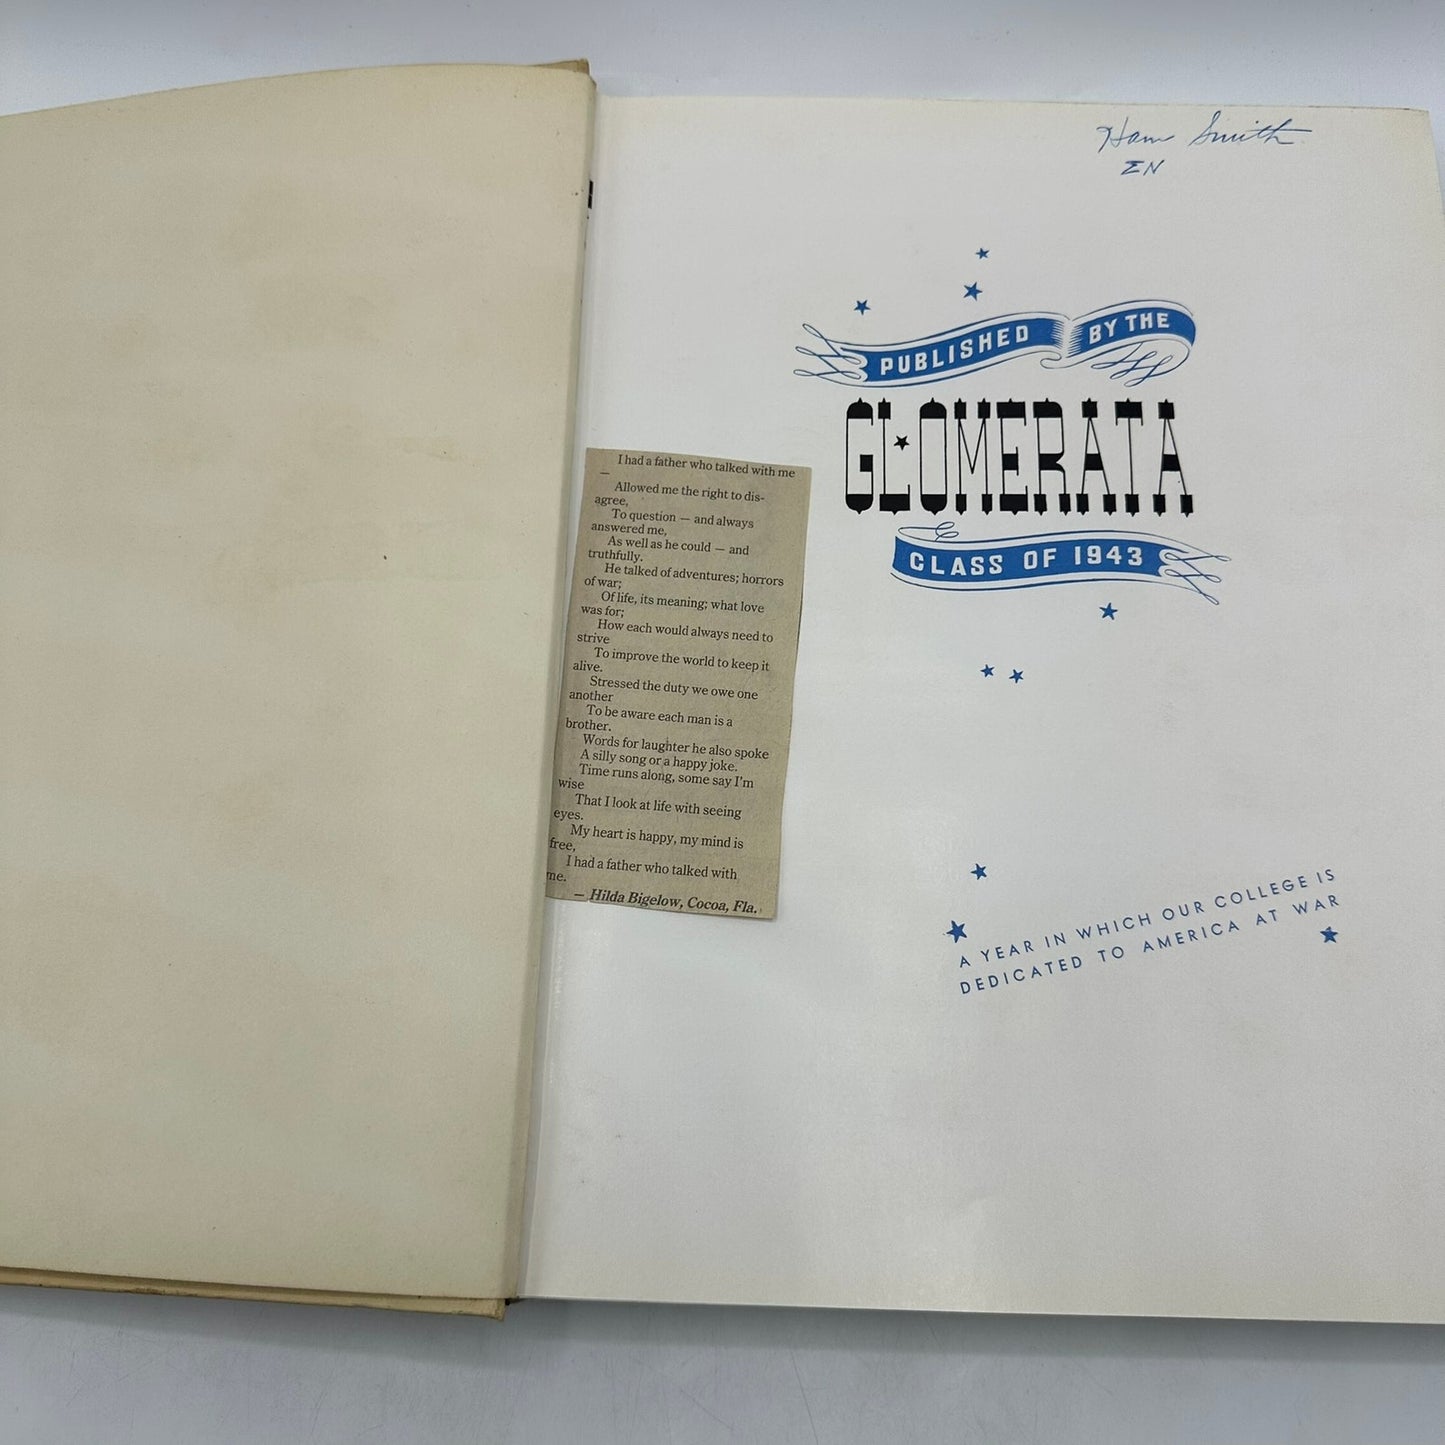 I had a father who talked with me
—
Allowed me the right to dis-
agree,
To question — and always
answered me,
As well as he could — and
truthfully.
He talked of adventures; horrors
of war;
Of life, its meaning; what love
was for;
How each would always need to
strive
To improve the world to keep it
alive.
Stressed the duty we owe one
another
To be aware each man is a
brother.
Words for laughter he also spoke
A silly song or a happy joke.
Time runs along, some say I'm
wise
That I look at life with seeing
eyes.
My heart is happy, my mind is
free,
I had a father who talked with
me.
— Hilda Bigelow, Cocoa, Fla.
Ham Smith
ΣN
PUBLISHED BY THE
GLOMERATA
CLASS OF 1943
A YEAR IN WHICH OUR COLLEGE IS
DEDICATED TO AMERICA AT WAR